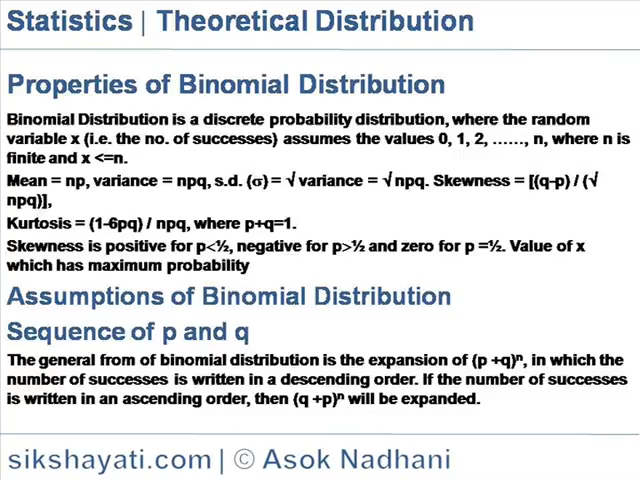 Statistics | Theoretical Distribution
Properties of Binomial Distribution
Binomial Distribution is a discrete probability distribution, where the random
variable x (i.e. the no. of successes) assumes the values 0, 1, 2, ……, n, where n is
finite and x <=n.
Mean = np, variance = npq, s.d. (σ) = √ variance = √ npq. Skewness = [(q-p) / (√
npq)],
Kurtosis = (1-6pq) / npq, where p+q=1.
Skewness is positive for p<½, negative for p>½ and zero for p =½. Value of x
which has maximum probability
Assumptions of Binomial Distribution
Sequence of p and q
The general from of binomial distribution is the expansion of (p +q)ⁿ, in which the
number of successes is written in a descending order. If the number of successes
is written in an ascending order, then (q +p)ⁿ will be expanded.
sikshayati.com | © Asok Nadhani